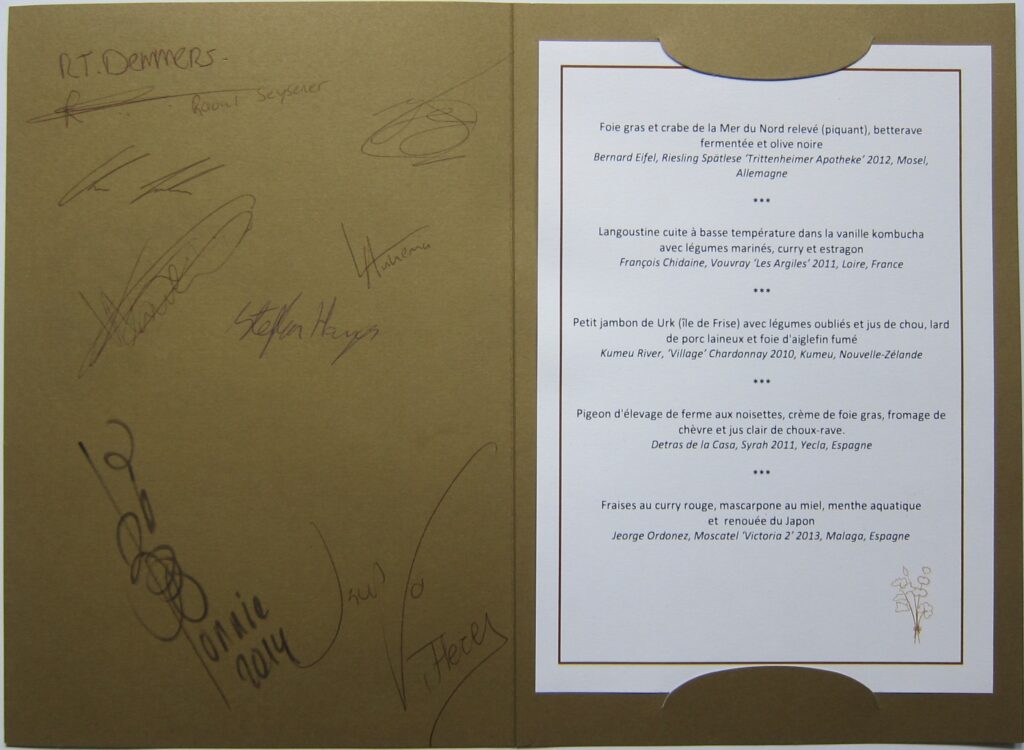 R.T. Demmers.
Raoul Seysener
Stefan
Jonnie
2014
Foie gras et crabe de la Mer du Nord relevé (piquant), betterave
fermentée et olive noire
Bernard Eifel, Riesling Spätlese ‘Trittenheimer Apotheke’ 2012, Mosel,
Allemagne
***
Langoustine cuite à basse température dans la vanille kombucha
avec légumes marinés, curry et estragon
François Chidaine, Vouvray ‘Les Argiles’ 2011, Loire, France
***
Petit jambon de Urk (île de Frise) avec légumes oubliés et jus de chou, lard
de porc laineux et foie d'aiglefin fumé
Kumeu River, ‘Village’ Chardonnay 2010, Kumeu, Nouvelle-Zélande
***
Pigeon d'élevage de ferme aux noisettes, crème de foie gras, fromage de
chèvre et jus clair de choux-rave.
Detras de la Casa, Syrah 2011, Yecla, Espagne
***
Fraises au curry rouge, mascarpone au miel, menthe aquatique
et renouée du Japon
Jeorge Ordonez, Moscatel ‘Victoria 2’ 2013, Malaga, Espagne